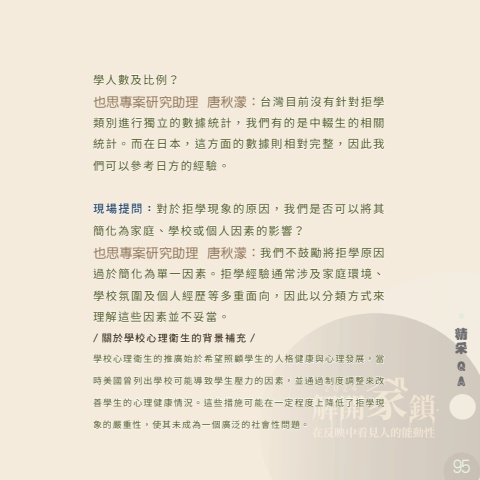 學人數及比例？
也思專案研究助理 唐秋濛：台灣目前沒有針對拒學
類別進行獨立的數據統計，我們有的是中輟生的相關
統計。而在日本，這方面的數據則相對完整，因此我
們可以參考日方的經驗。
現場提問：對於拒學現象的原因，我們是否可以將其
簡化為家庭、學校或個人因素的影響？
也思專案研究助理 唐秋濛：我們不鼓勵將拒學原因
過於簡化為單一因素。拒學經驗通常涉及家庭環境、
學校氛圍及個人經歷等多重面向，因此以分類方式來
理解這些因素並不妥當。
/ 關於學校心理衛生的背景補充 /
學校心理衛生的推廣始於希望照顧學生的人格健康與心理發展，當
時美國曾列出學校可能導致學生壓力的因素，並通過制度調整來改
善學生的心理健康情況。這些措施可能在一定程度上降低了拒學現
象的嚴重性，使其未成為一個廣泛的社會性問題。
解開家鎖
在反映中看見人的能動性
精采QA
95